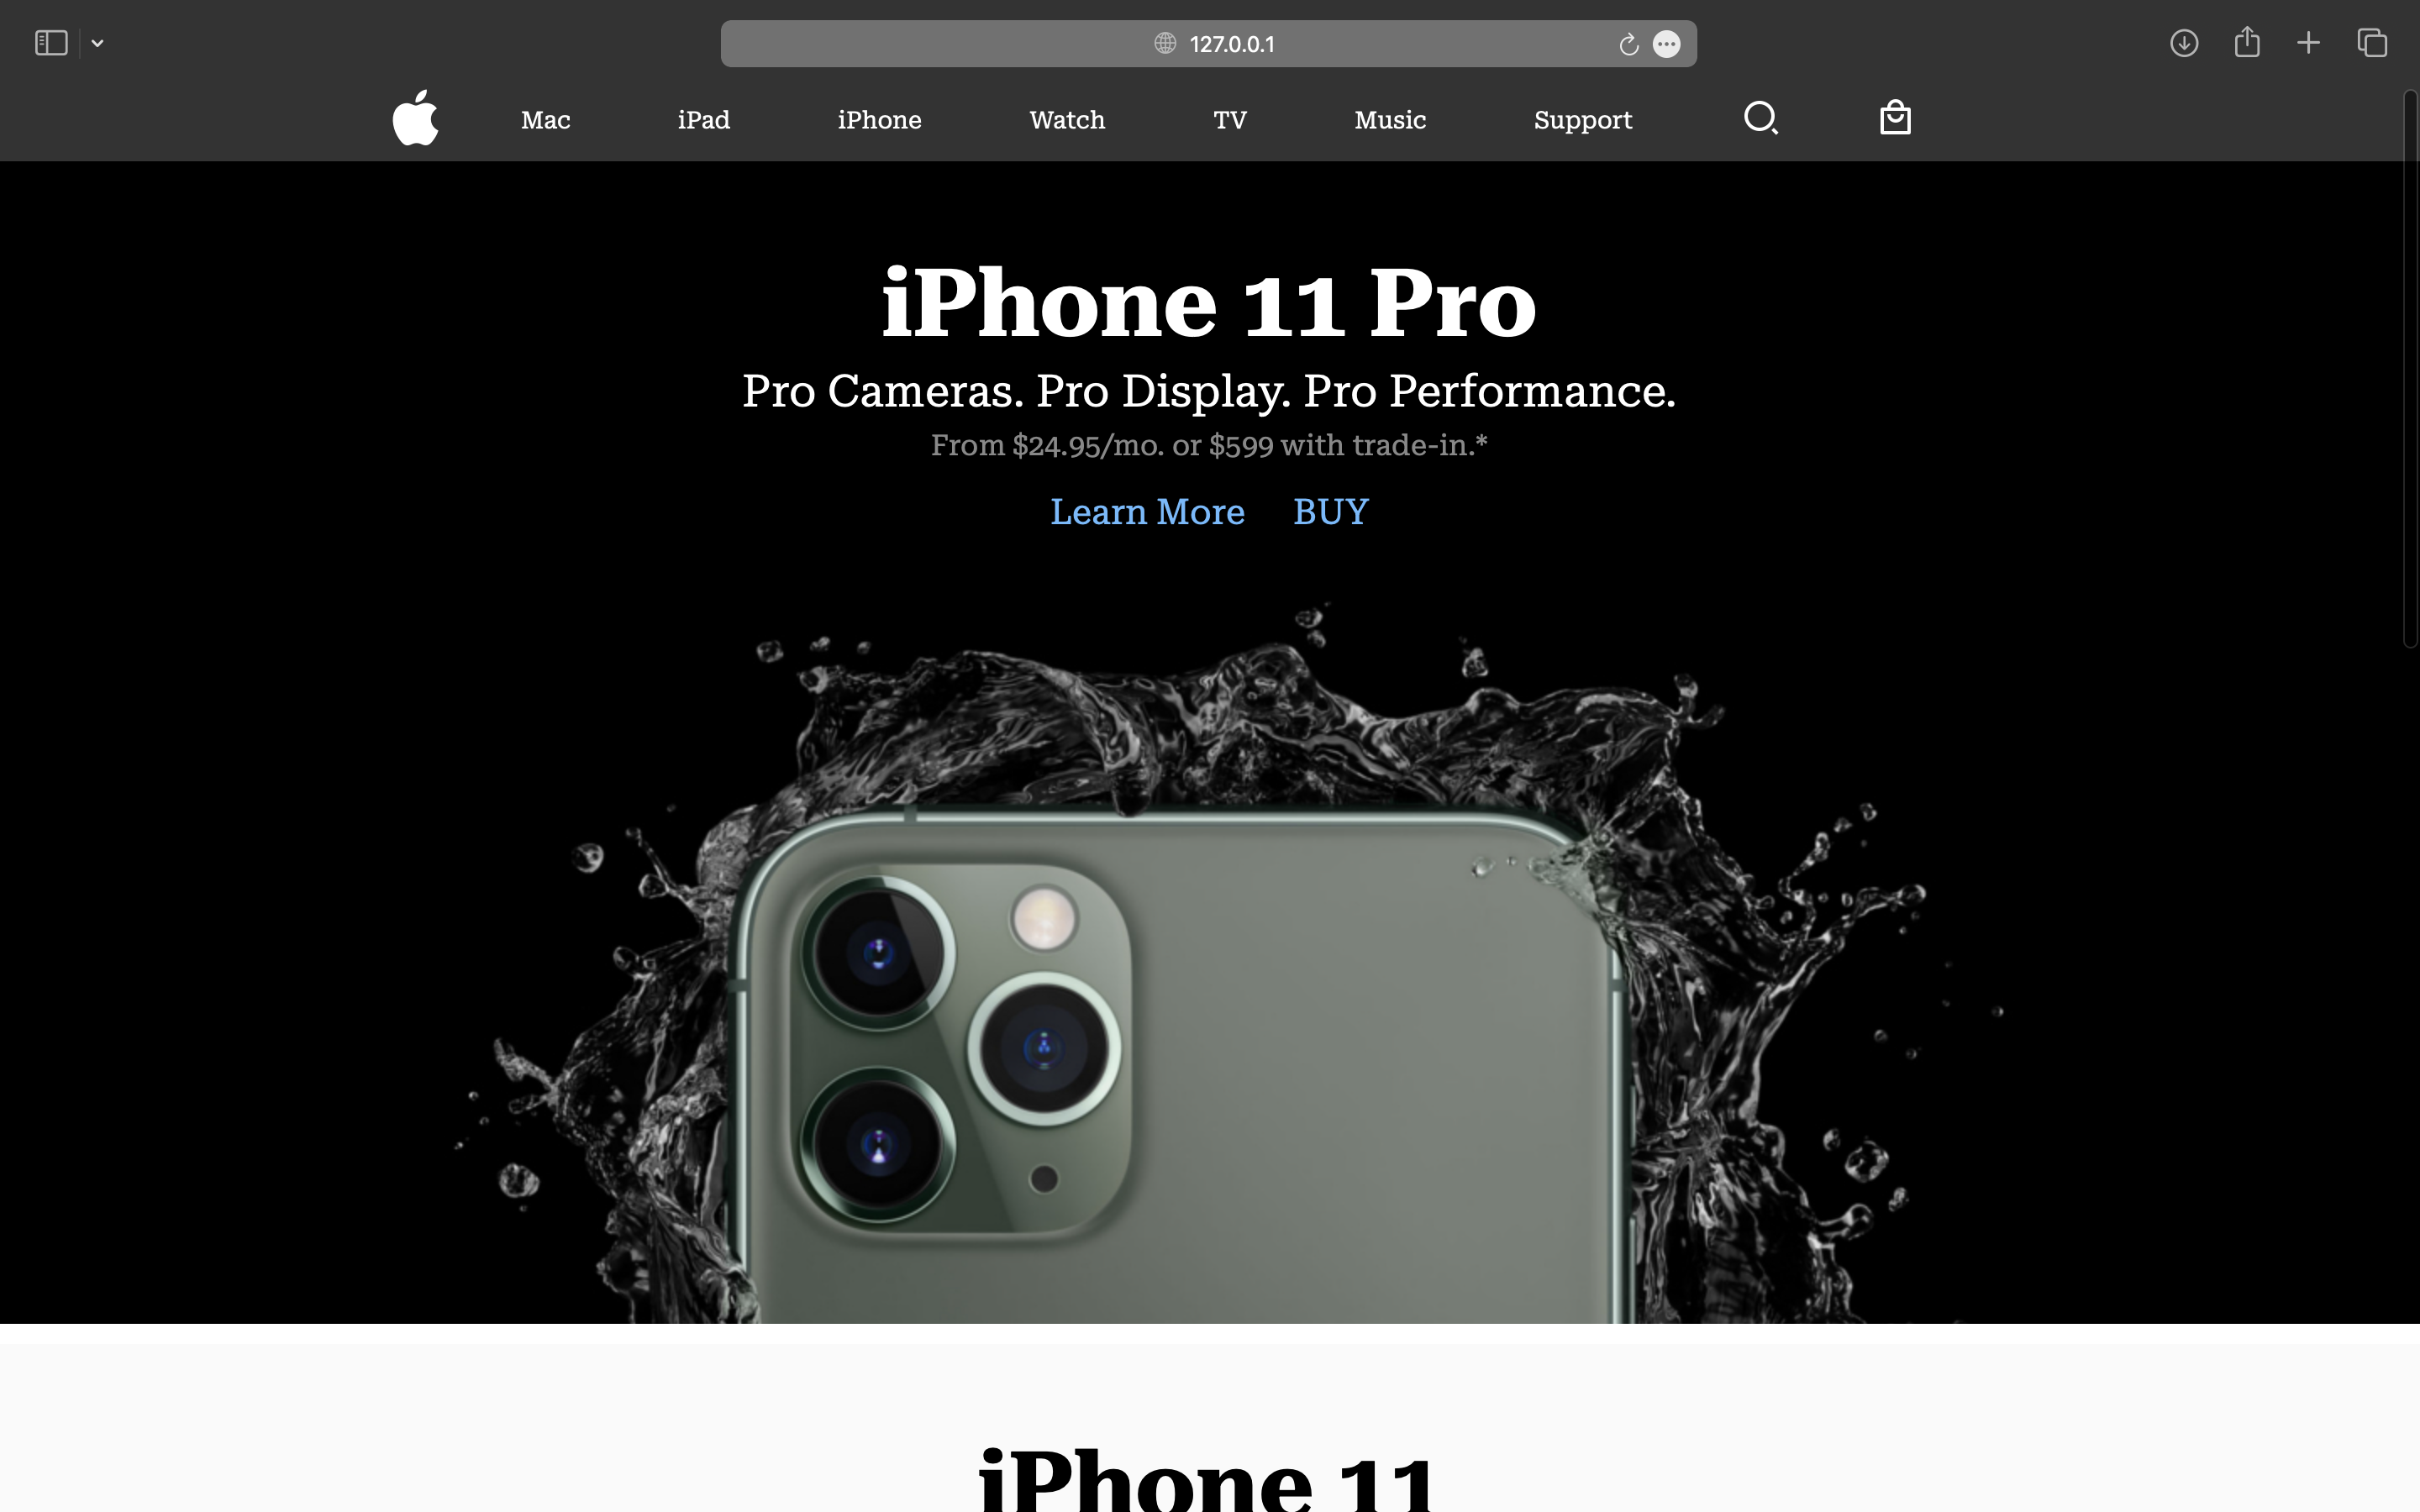 127.0.0.1
Mac iPad iPhone Watch TV Music Support
iPhone 11 Pro
Pro Cameras. Pro Display. Pro Performance.
From $24.95/mo. or $599 with trade-in.*
Learn More BUY
iPhone 11